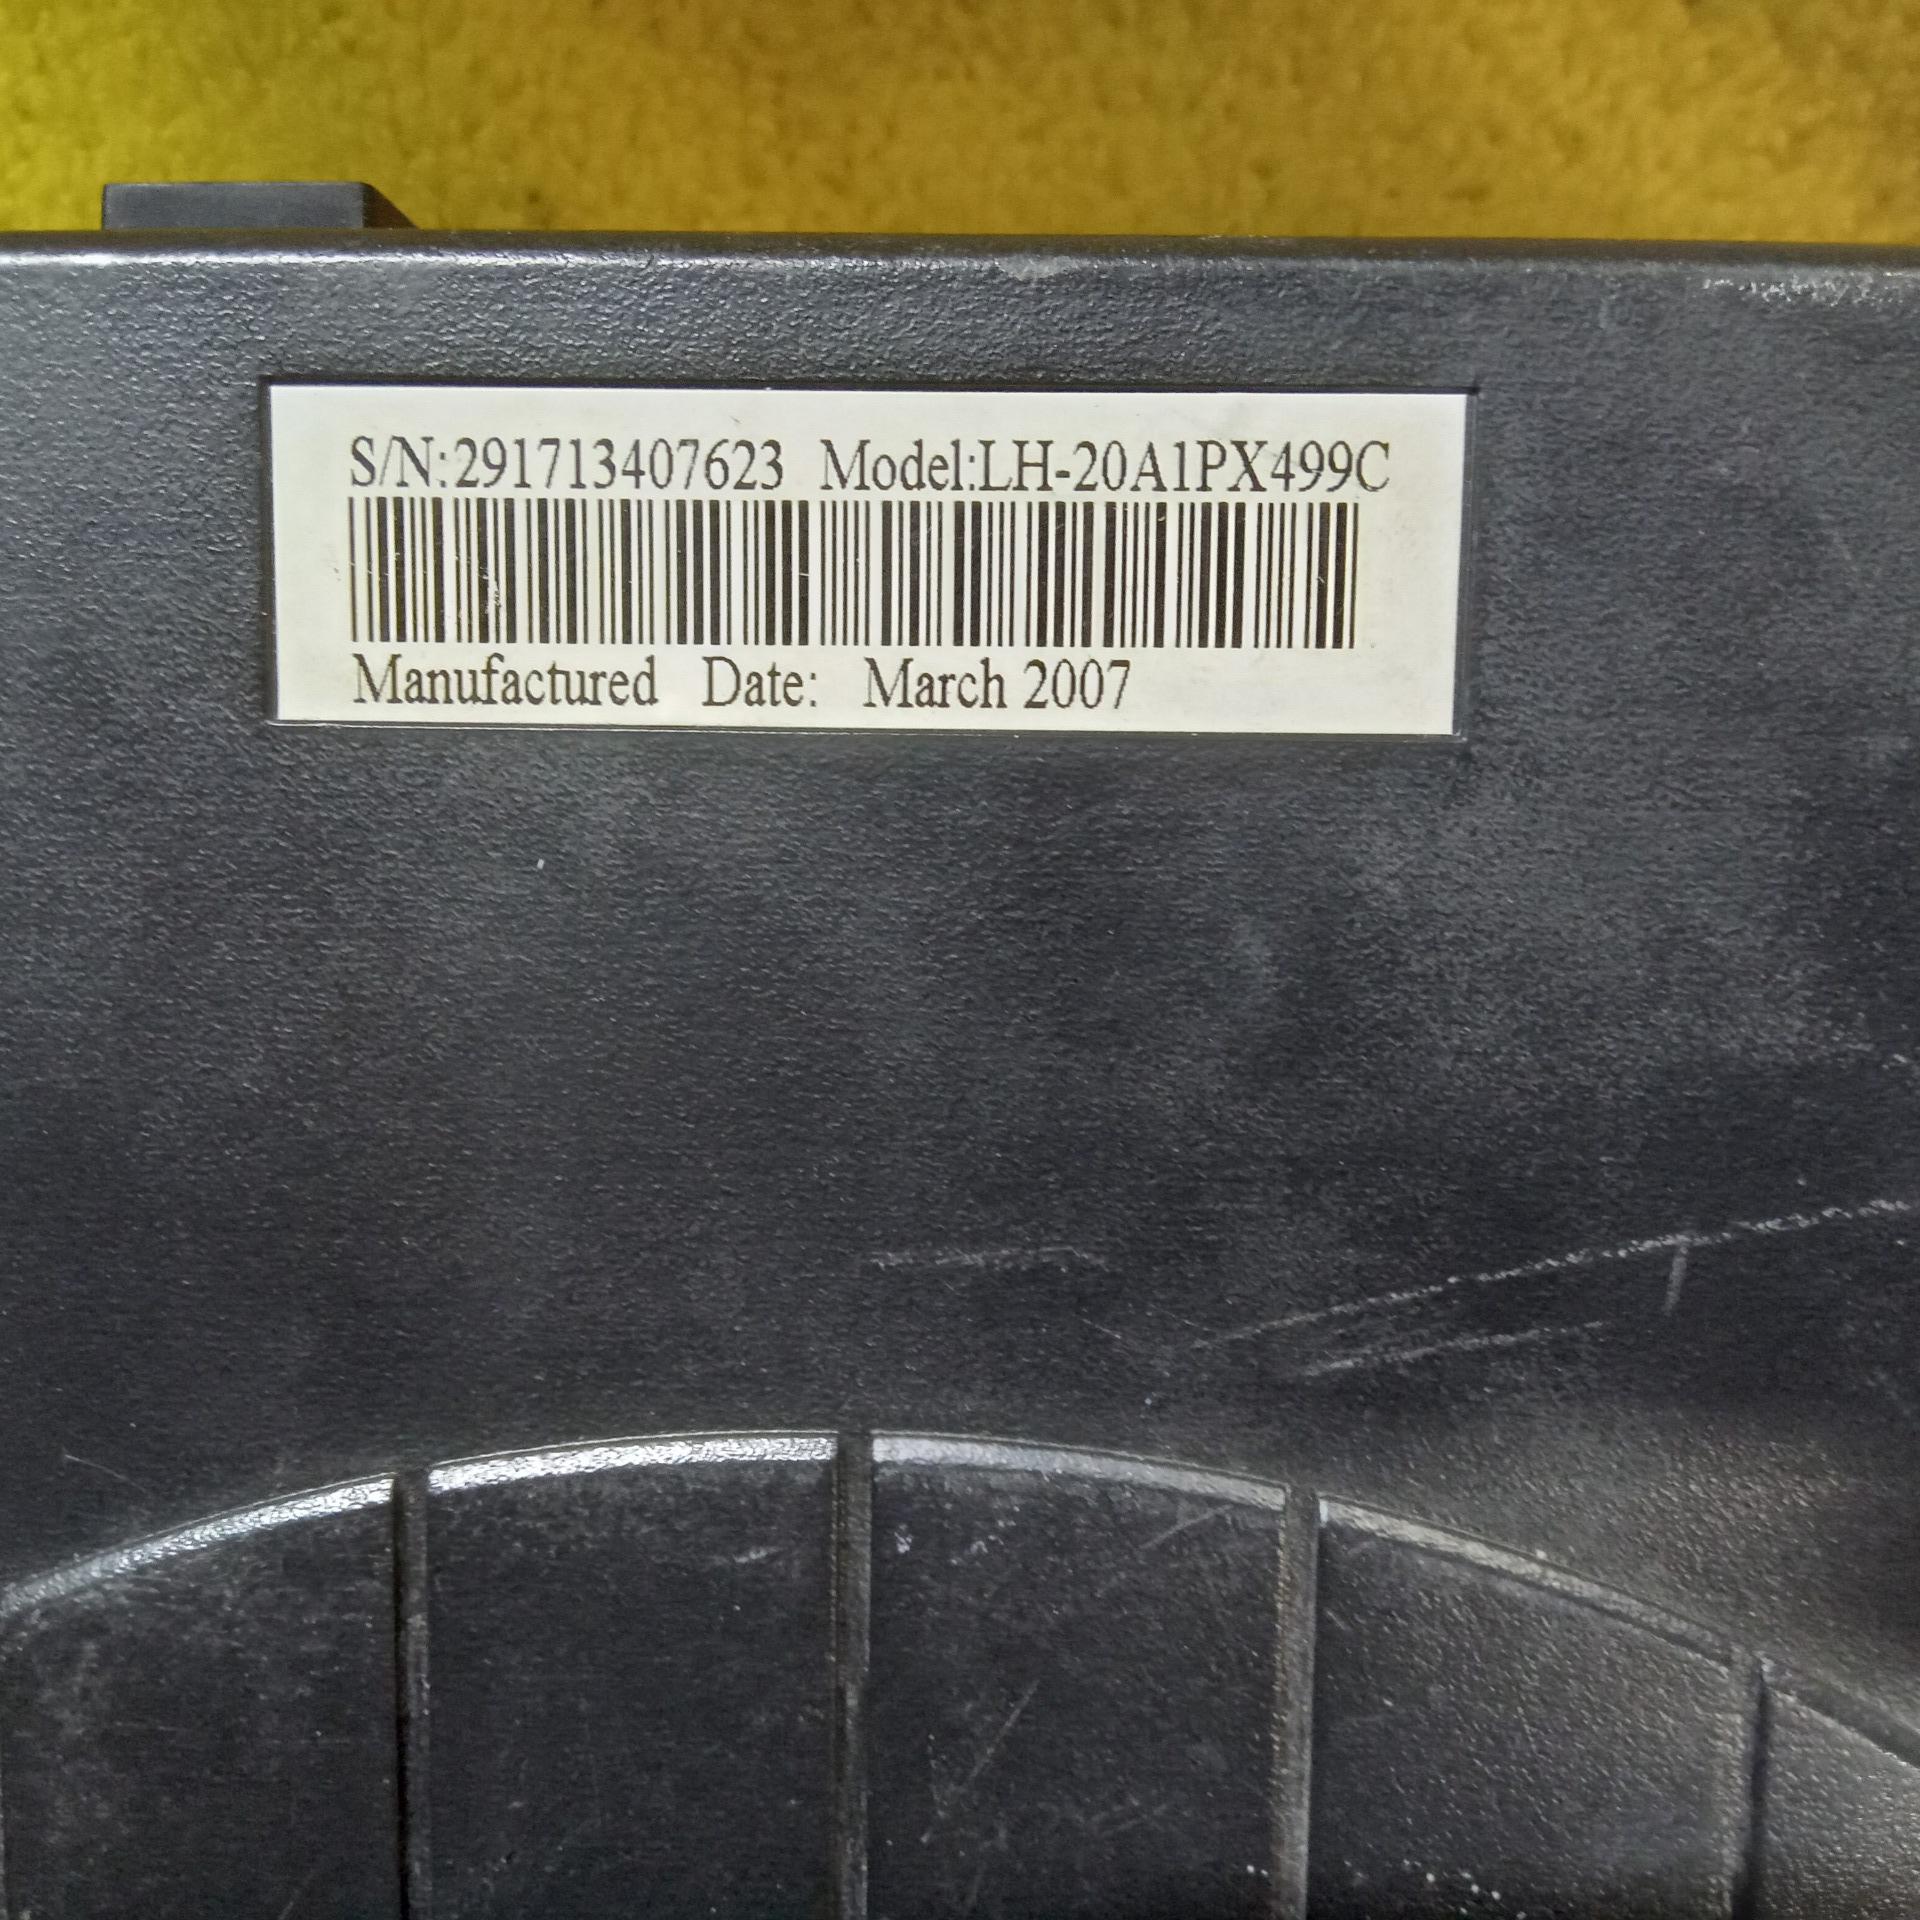 S/N:291713407623 Model:LH-20A1PX499C
Manufactured Date: March 2007